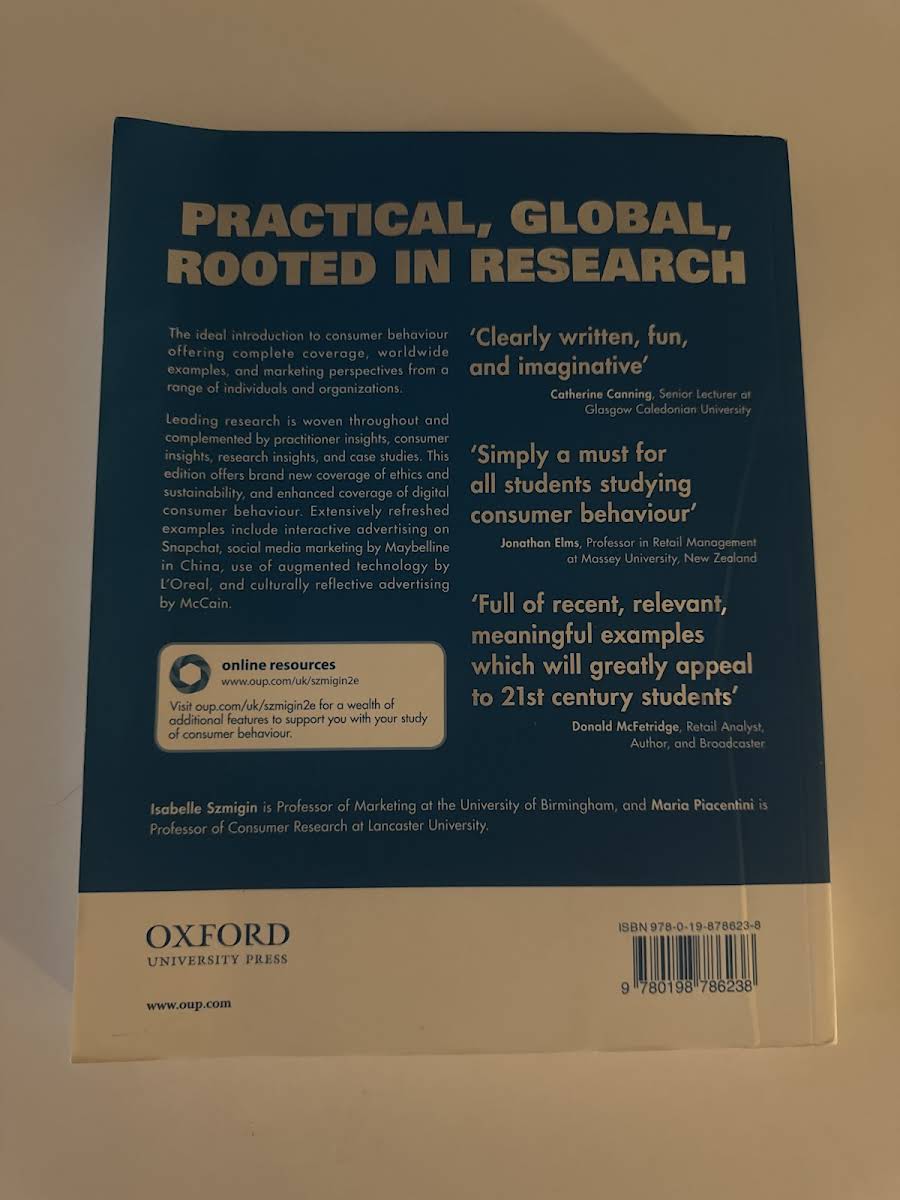 PRACTICAL, GLOBAL,
ROOTED IN RESEARCH
The ideal introduction to consumer behaviour
offering complete coverage, worldwide
examples, and marketing perspectives from a
range of individuals and organizations.
Leading research is woven throughout and
complemented by practitioner insights, consumer
insights, research insights, and case studies. This
edition offers brand new coverage of ethics and
sustainability, and enhanced coverage of digital
consumer behaviour. Extensively refreshed
examples include interactive advertising on
Snapchat, social media marketing by Maybelline
in China, use of augmented technology by
L'Oreal, and culturally reflective advertising
by McCain.
online resources
www.oup.com/uk/szmigin2e
Visit oup.com/uk/szmigin2e for a wealth of
additional features to support you with your study
of consumer behaviour.
'Clearly written, fun,
and imaginative'
Catherine Canning, Senior Lecturer at
Glasgow Caledonian University
'Simply a must for
all students studying
consumer behaviour'
Jonathan Elms, Professor in Retail Management
at Massey University, New Zealand
'Full of recent, relevant,
meaningful examples
which will greatly appeal
to 21st century students'
Donald McFetridge, Retail Analyst,
Author, and Broadcaster
Isabelle Szmigin is Professor of Marketing at the University of Birmingham, and Maria Piacentini is
Professor of Consumer Research at Lancaster University.
OXFORD
UNIVERSITY PRESS
www.oup.com
ISBN 978-0-19-878623-8
9 780198 786238